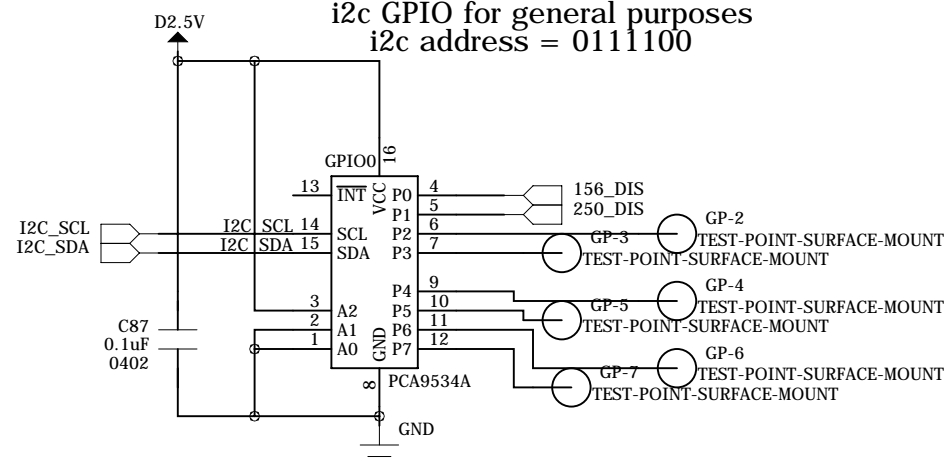 i2c GPIO for general purposes
i2c address = 0111100
D2.5V
GPIO0
16
13
INT
VCC
P0
4
156_DIS
5
P1
250_DIS
I2C_SCL
I2C_SCL
14
SCL
P2
6
GP-2
TEST-POINT-SURFACE-MOUNT
I2C_SDA
I2C_SDA
15
SDA
P3
7
GP-3
TEST-POINT-SURFACE-MOUNT
P4
9
GP-4
TEST-POINT-SURFACE-MOUNT
3
A2
P5
10
GP-5
TEST-POINT-SURFACE-MOUNT
2
A1
P6
11
GP-6
TEST-POINT-SURFACE-MOUNT
1
A0
GND
P7
12
GP-7
TEST-POINT-SURFACE-MOUNT
C87
0.1uF
0402
8
PCA9534A
GND